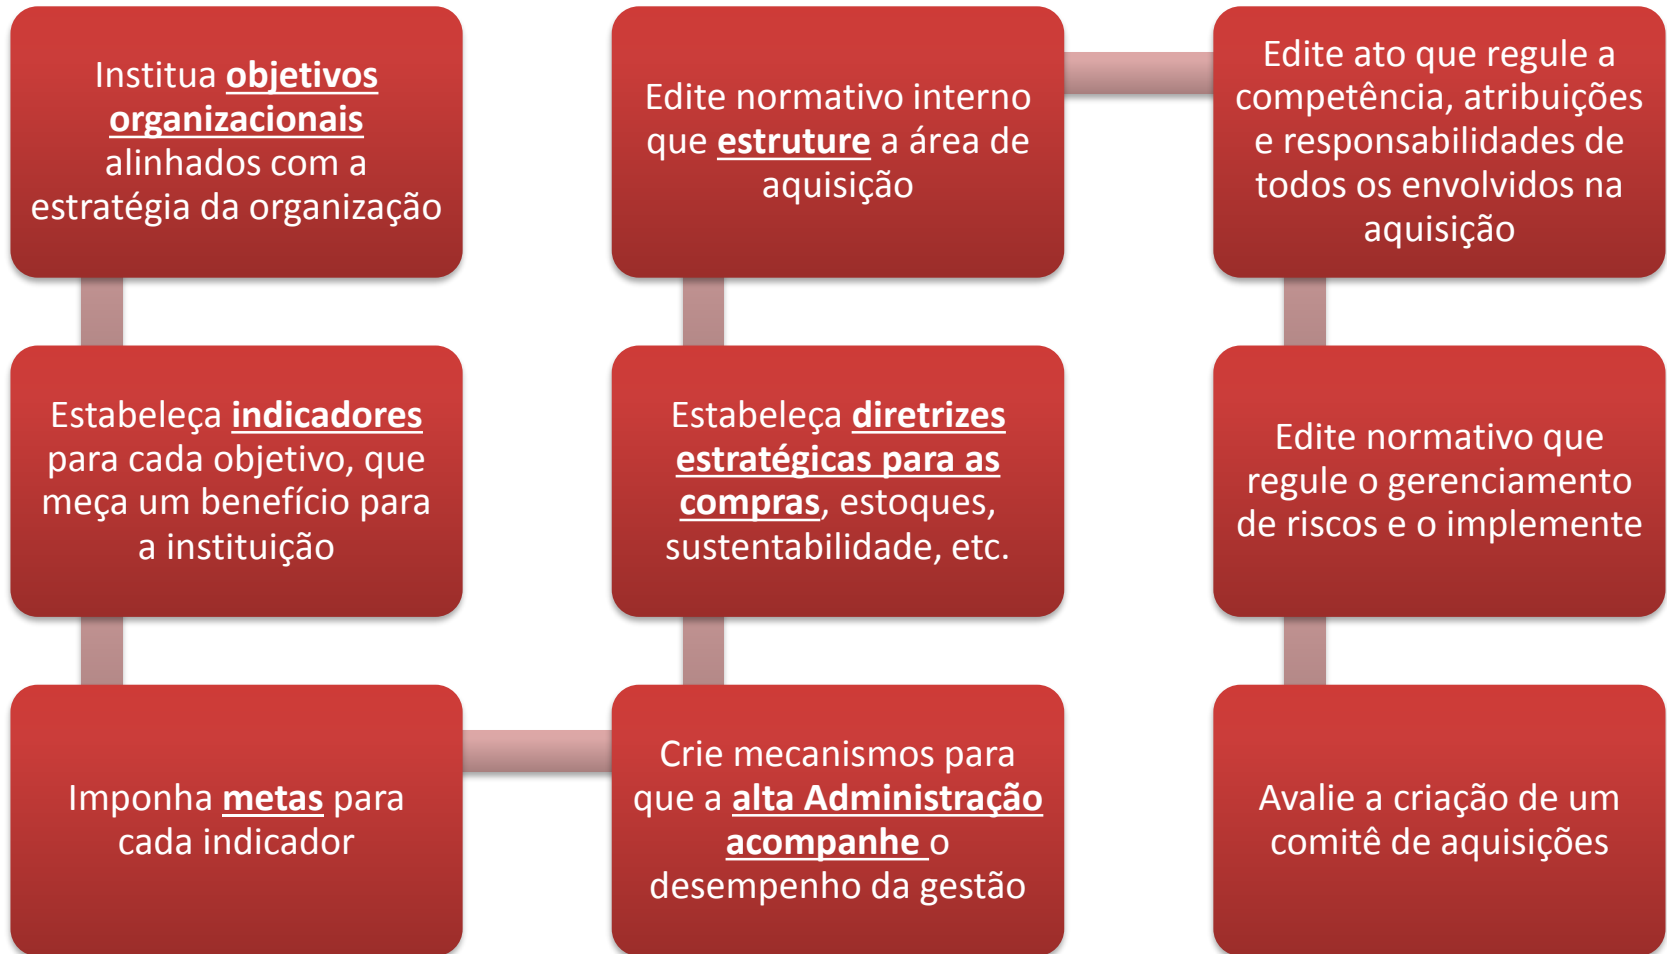 Institua objetivos
organizacionais
alinhados com a
estratégia da organização
Estabeleça indicadores
para cada objetivo, que
meça um benefício para
a instituição
Imponha metas para
cada indicador
Crie mecanismos para
que a alta Administração
acompanhe o
desempenho da gestão
Estabeleça diretrizes
estratégicas para as
compras, estoques,
sustentabilidade, etc.
Edite normativo interno
que estruture a área de
aquisição
Edite ato que regule a
competência, atribuições
e responsabilidades de
todos os envolvidos na
aquisição
Edite normativo que
regule o gerenciamento
de riscos e o implemente
Avalie a criação de um
comitê de aquisições